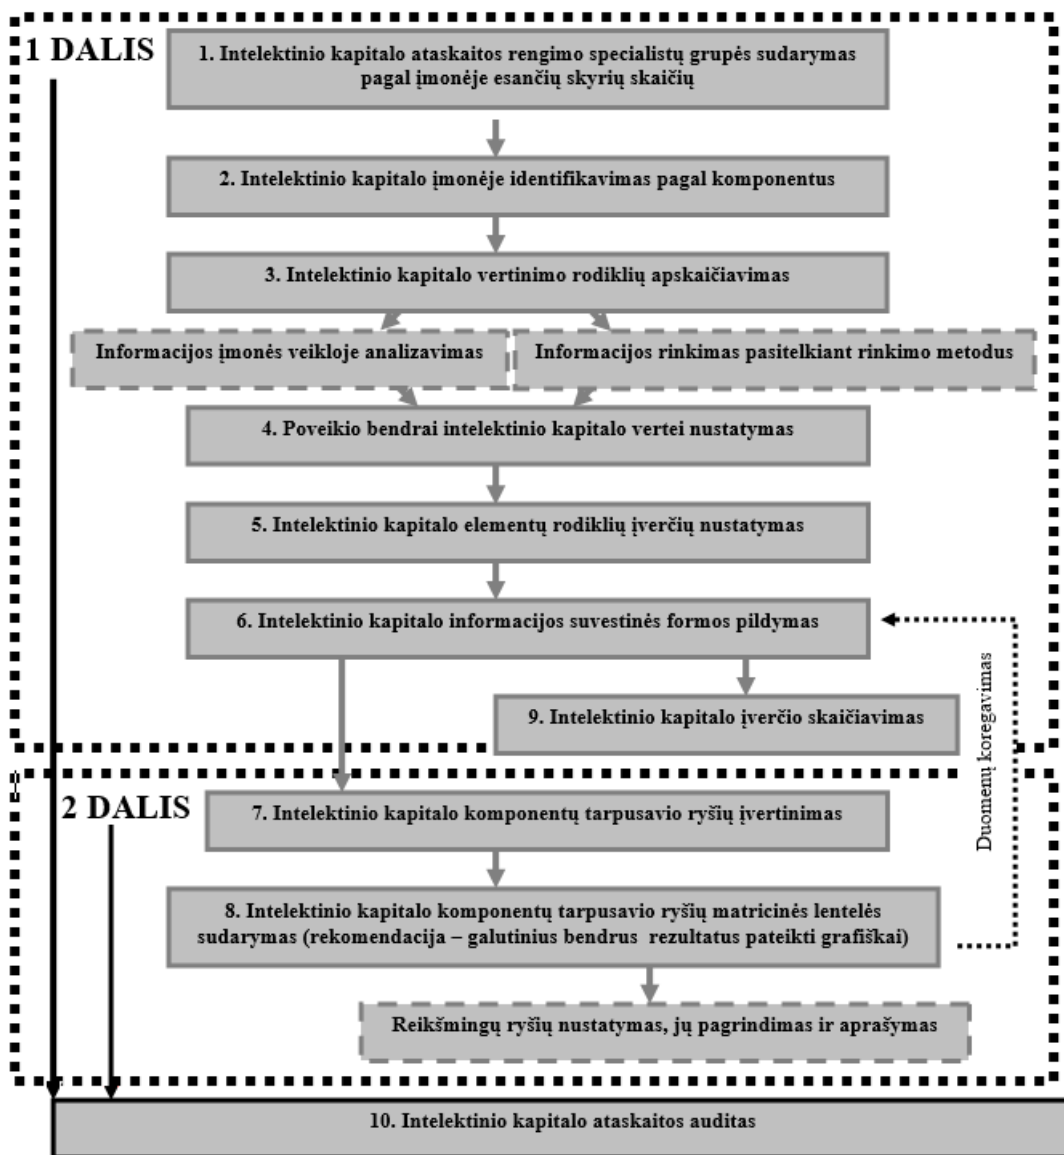 1 DALIS
1. Intelektinio kapitalo ataskaitos rengimo specialistų grupės sudarymas
pagal įmonėje esančių skyrių skaičių
2. Intelektinio kapitalo įmonėje identifikavimas pagal komponentus
3. Intelektinio kapitalo vertinimo rodiklių apskaičiavimas
Informacijos įmonės veikloje analizavimas
Informacijos rinkimas pasitelkiant rinkimo metodus
4. Poveikio bendrai intelektinio kapitalo vertei nustatymas
5. Intelektinio kapitalo elementų rodiklių įverčių nustatymas
6. Intelektinio kapitalo informacijos suvestinės formos pildymas
9. Intelektinio kapitalo įverčio skaičiavimas
Duomenų koregavimas
2 DALIS
7. Intelektinio kapitalo komponentų tarpusavio ryšių įvertinimas
8. Intelektinio kapitalo komponentų tarpusavio ryšių matricinės lentelės
sudarymas (rekomendacija – galutinius bendrus rezultatus pateikti grafiškai)
Reikšmingų ryšių nustatymas, jų pagrindimas ir aprašymas
10. Intelektinio kapitalo ataskaitos auditas